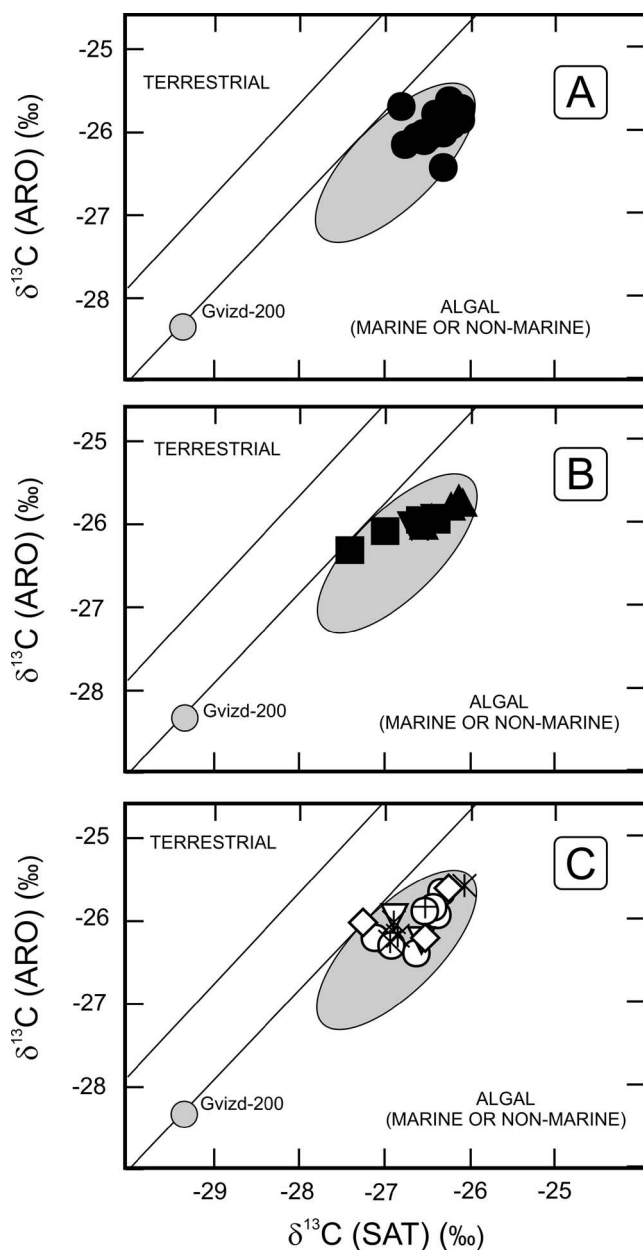 -25
TERRESTRIAL
A
-26
δ¹³C (ARO) (‰)
-27
-28
Gvizd-200
ALGAL
(MARINE OR NON-MARINE)
-25
TERRESTRIAL
B
-26
δ¹³C (ARO) (‰)
-27
-28
Gvizd-200
ALGAL
(MARINE OR NON-MARINE)
-25
TERRESTRIAL
C
-26
δ¹³C (ARO) (‰)
-27
-28
Gvizd-200
ALGAL
(MARINE OR NON-MARINE)
-29 -28 -27 -26 -25
δ¹³C (SAT) (‰)